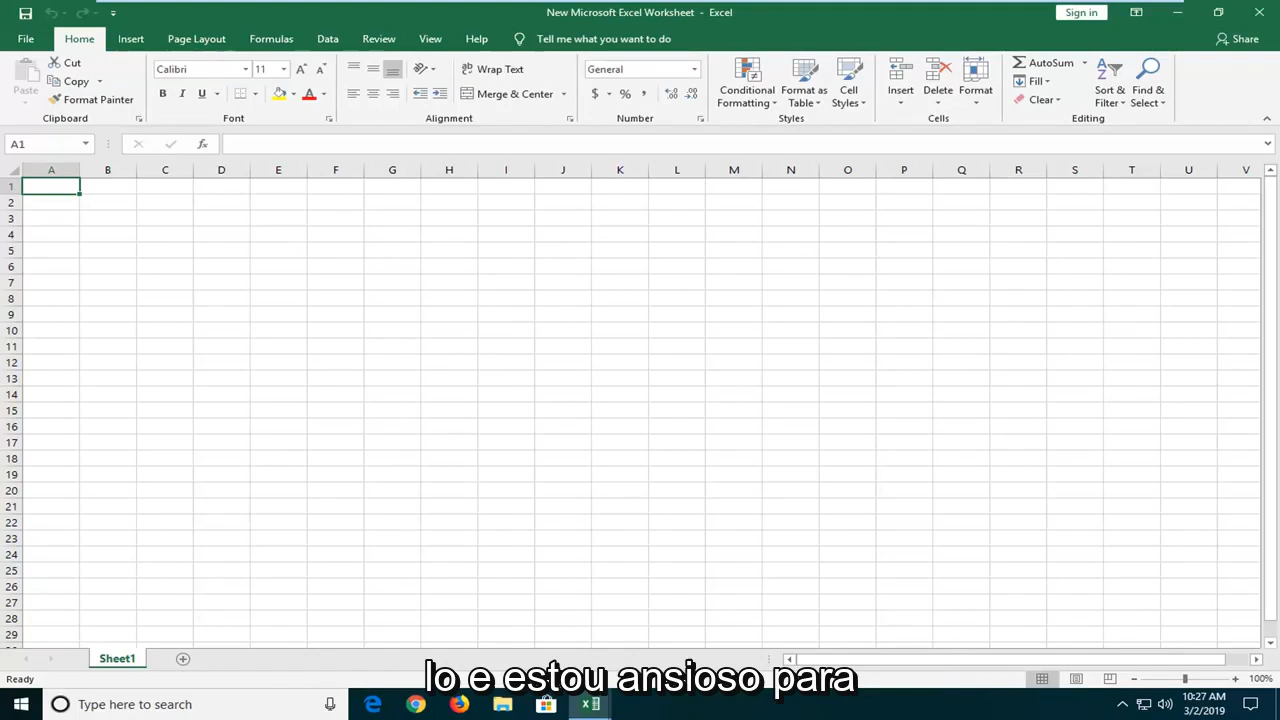 New Microsoft Excel Worksheet - Excel
Sign in
File Home Insert Page Layout Formulas Data Review View Help Tell me what you want to do Share
Paste
Cut
Copy
Format Painter
Clipboard
Calibri 11
B I U
Font
Wrap Text
Merge & Center
Alignment
General
$ % ,
Number
Conditional Formatting
Format as Table
Cell Styles
Styles
Insert
Delete
Format
Cells
AutoSum
Fill
Clear
Sort & Filter
Find & Select
Editing
A1
fx
A B C D E F G H I J K L M N O P Q R S T U V
1
2
3
4
5
6
7
8
9
10
11
12
13
14
15
16
17
18
19
20
21
22
23
24
25
26
27
28
29
Sheet1
Ready
100%
lo e estou ansioso para
Type here to search
10:27 AM
3/2/2019